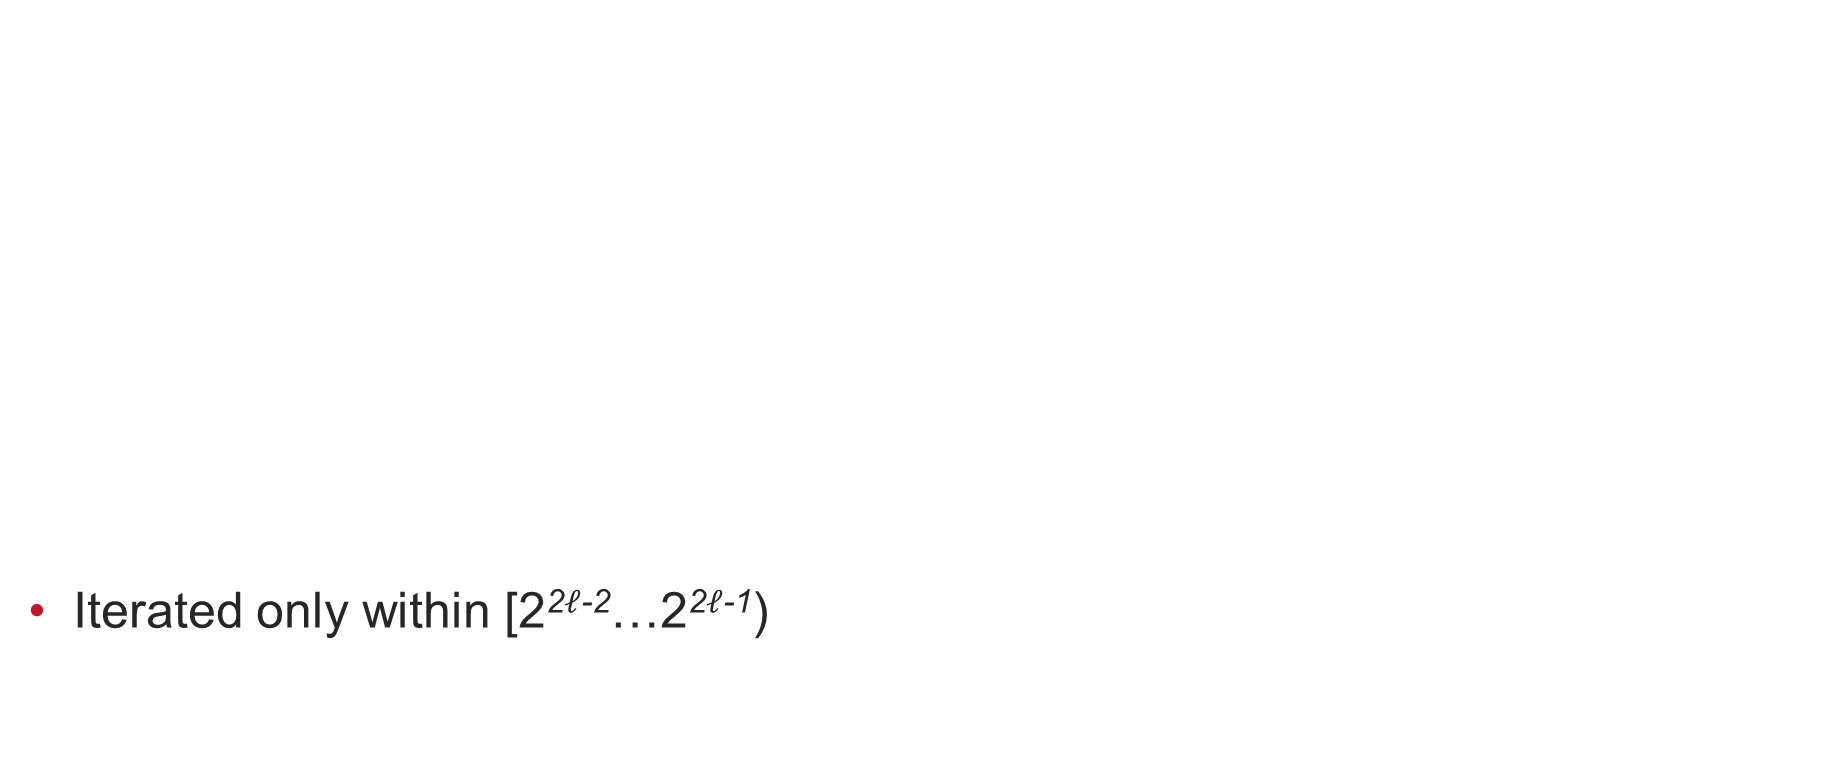 • Iterated only within [2^{2ℓ-2}…2^{2ℓ-1})